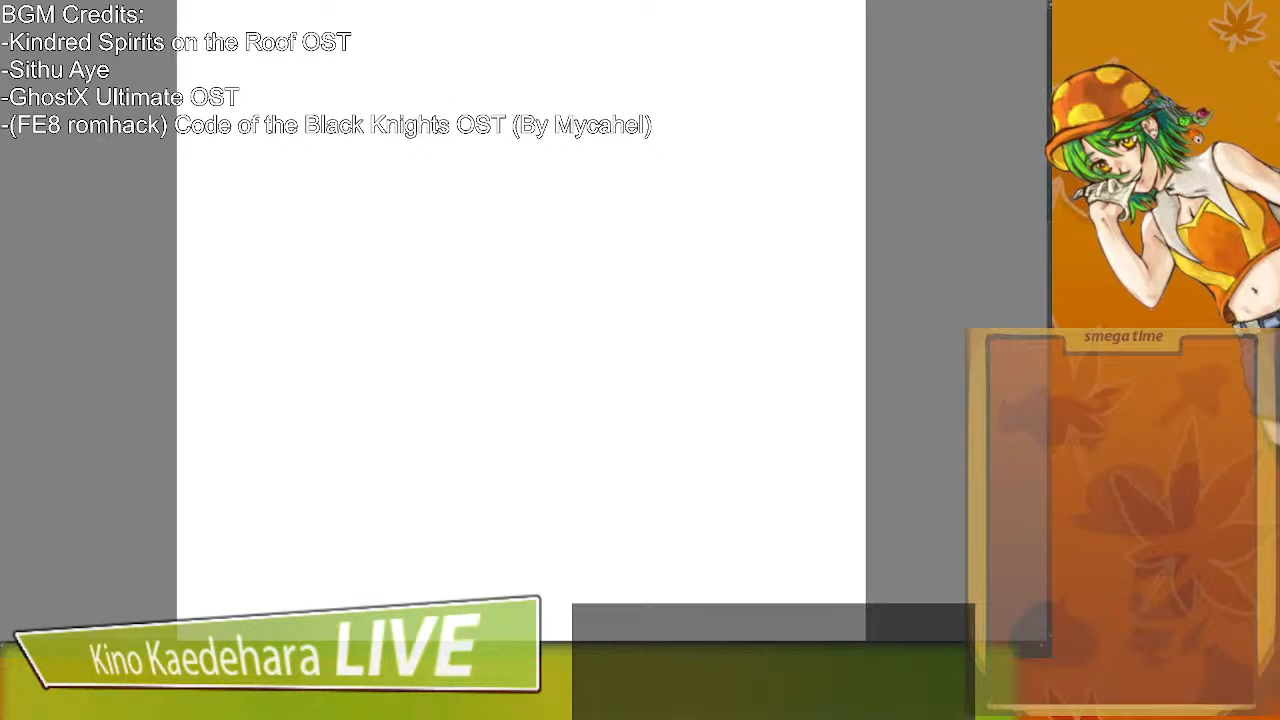 BGM Credits:
-Kindred Spirits on the Roof OST
-Sithu Aye
-GhostX Ultimate OST
-(FE8 romhack) Code of the Black Knights OST (By Mycahel)
smega time
Kino Kaedehara LIVE